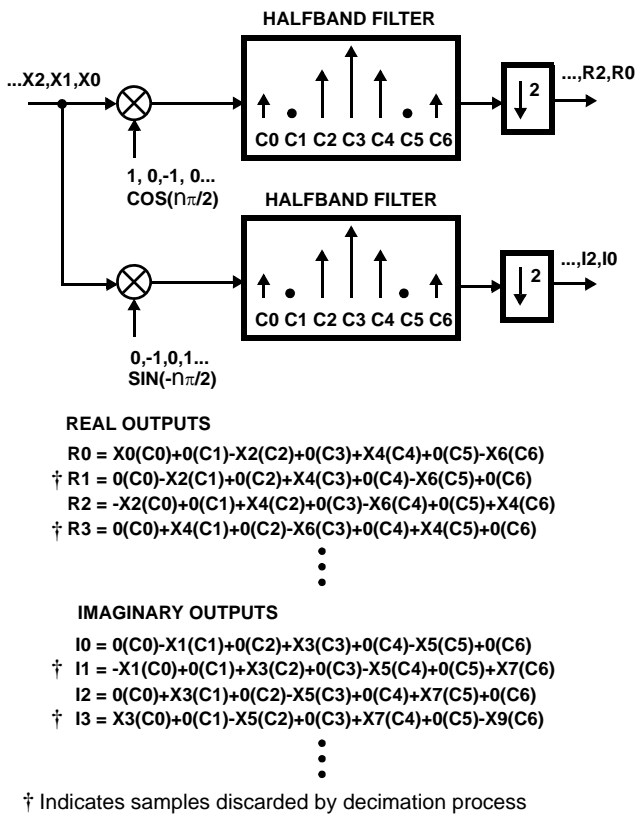 HALFBAND FILTER
...X2,X1,X0
2
...,R2,R0
C0 C1 C2 C3 C4 C5 C6
1, 0,-1, 0...
COS(nπ/2)
HALFBAND FILTER
2
...,I2,I0
C0 C1 C2 C3 C4 C5 C6
0,-1,0,1...
SIN(-nπ/2)
REAL OUTPUTS
R0 = X0(C0)+0(C1)-X2(C2)+0(C3)+X4(C4)+0(C5)-X6(C6)
† R1 = 0(C0)-X2(C1)+0(C2)+X4(C3)+0(C4)-X6(C5)+0(C6)
R2 = -X2(C0)+0(C1)+X4(C2)+0(C3)-X6(C4)+0(C5)+X4(C6)
† R3 = 0(C0)+X4(C1)+0(C2)-X6(C3)+0(C4)+X4(C5)+0(C6)
IMAGINARY OUTPUTS
I0 = 0(C0)-X1(C1)+0(C2)+X3(C3)+0(C4)-X5(C5)+0(C6)
† I1 = -X1(C0)+0(C1)+X3(C2)+0(C3)-X5(C4)+0(C5)+X7(C6)
I2 = 0(C0)+X3(C1)+0(C2)-X5(C3)+0(C4)+X7(C5)+0(C6)
† I3 = X3(C0)+0(C1)-X5(C2)+0(C3)+X7(C4)+0(C5)-X9(C6)
† Indicates samples discarded by decimation process